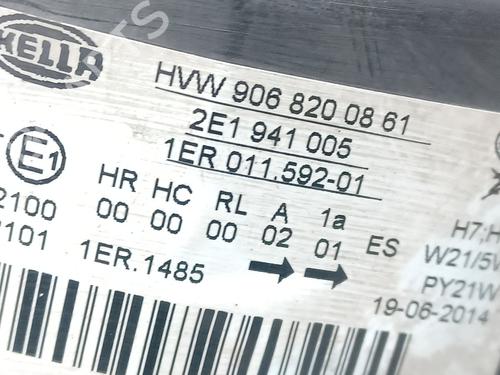 HELLA
HVW 906 820 08 61
2E1 941 005
1ER 011.592-01
E1
HR HC RL A 1a
00 00 00 02 01 ES
2100
101 1ER.1485
H7;H
W21/5W
PY21W
19-06-2014